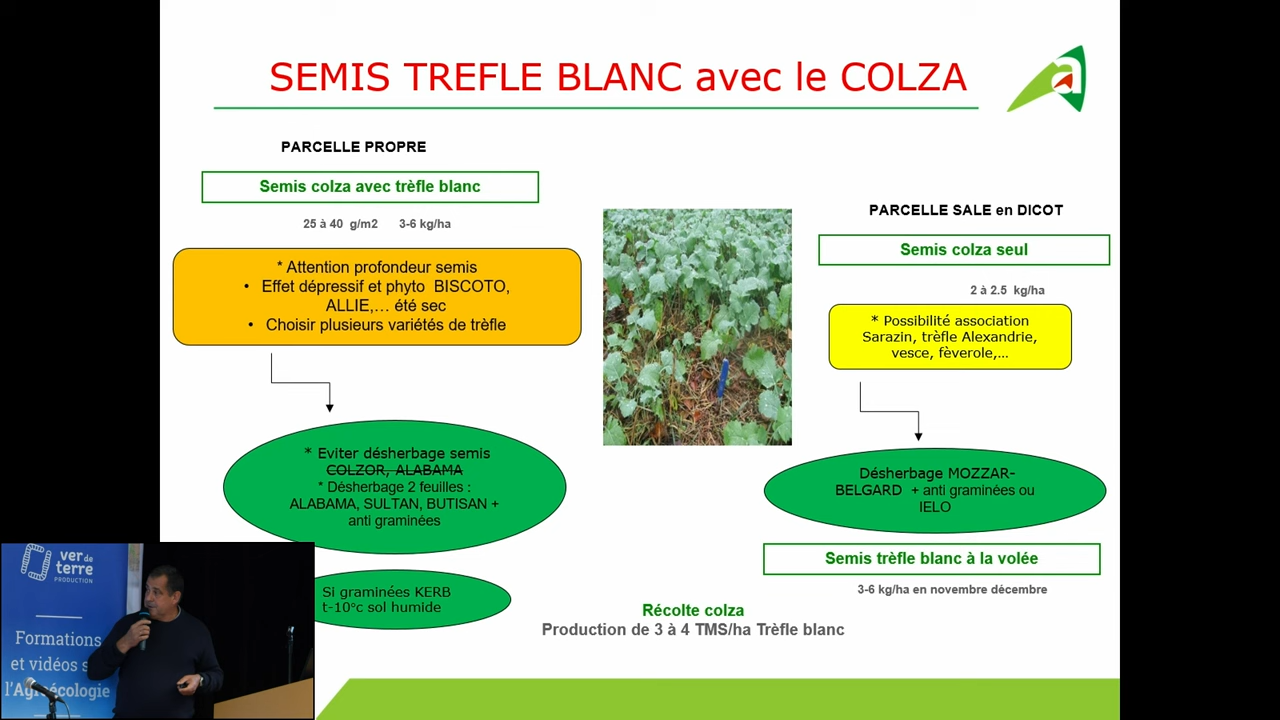 SEMIS TREFLE BLANC avec le COLZA
a
PARCELLE PROPRE
Semis colza avec trèfle blanc
25 à 40 g/m2 3-6 kg/ha
* Attention profondeur semis
• Effet dépressif et phyto BISCOTO,
ALLIE,… été sec
• Choisir plusieurs variétés de trèfle
* Eviter désherbage semis
COLZOR, ALABAMA
* Désherbage 2 feuilles :
ALABAMA, SULTAN, BUTISAN +
anti graminées
Si graminées KERB
t-10°c sol humide
PARCELLE SALE en DICOT
Semis colza seul
2 à 2.5 kg/ha
* Possibilité association
Sarazin, trèfle Alexandrie,
vesce, fèverole,…
Désherbage MOZZAR-
BELGARD + anti graminées ou
IELO
Semis trèfle blanc à la volée
3-6 kg/ha en novembre décembre
Récolte colza
Production de 3 à 4 TMS/ha Trèfle blanc
ver de
terre
PRODUCTION
Formations
et vidéos s
l'Agroécologie